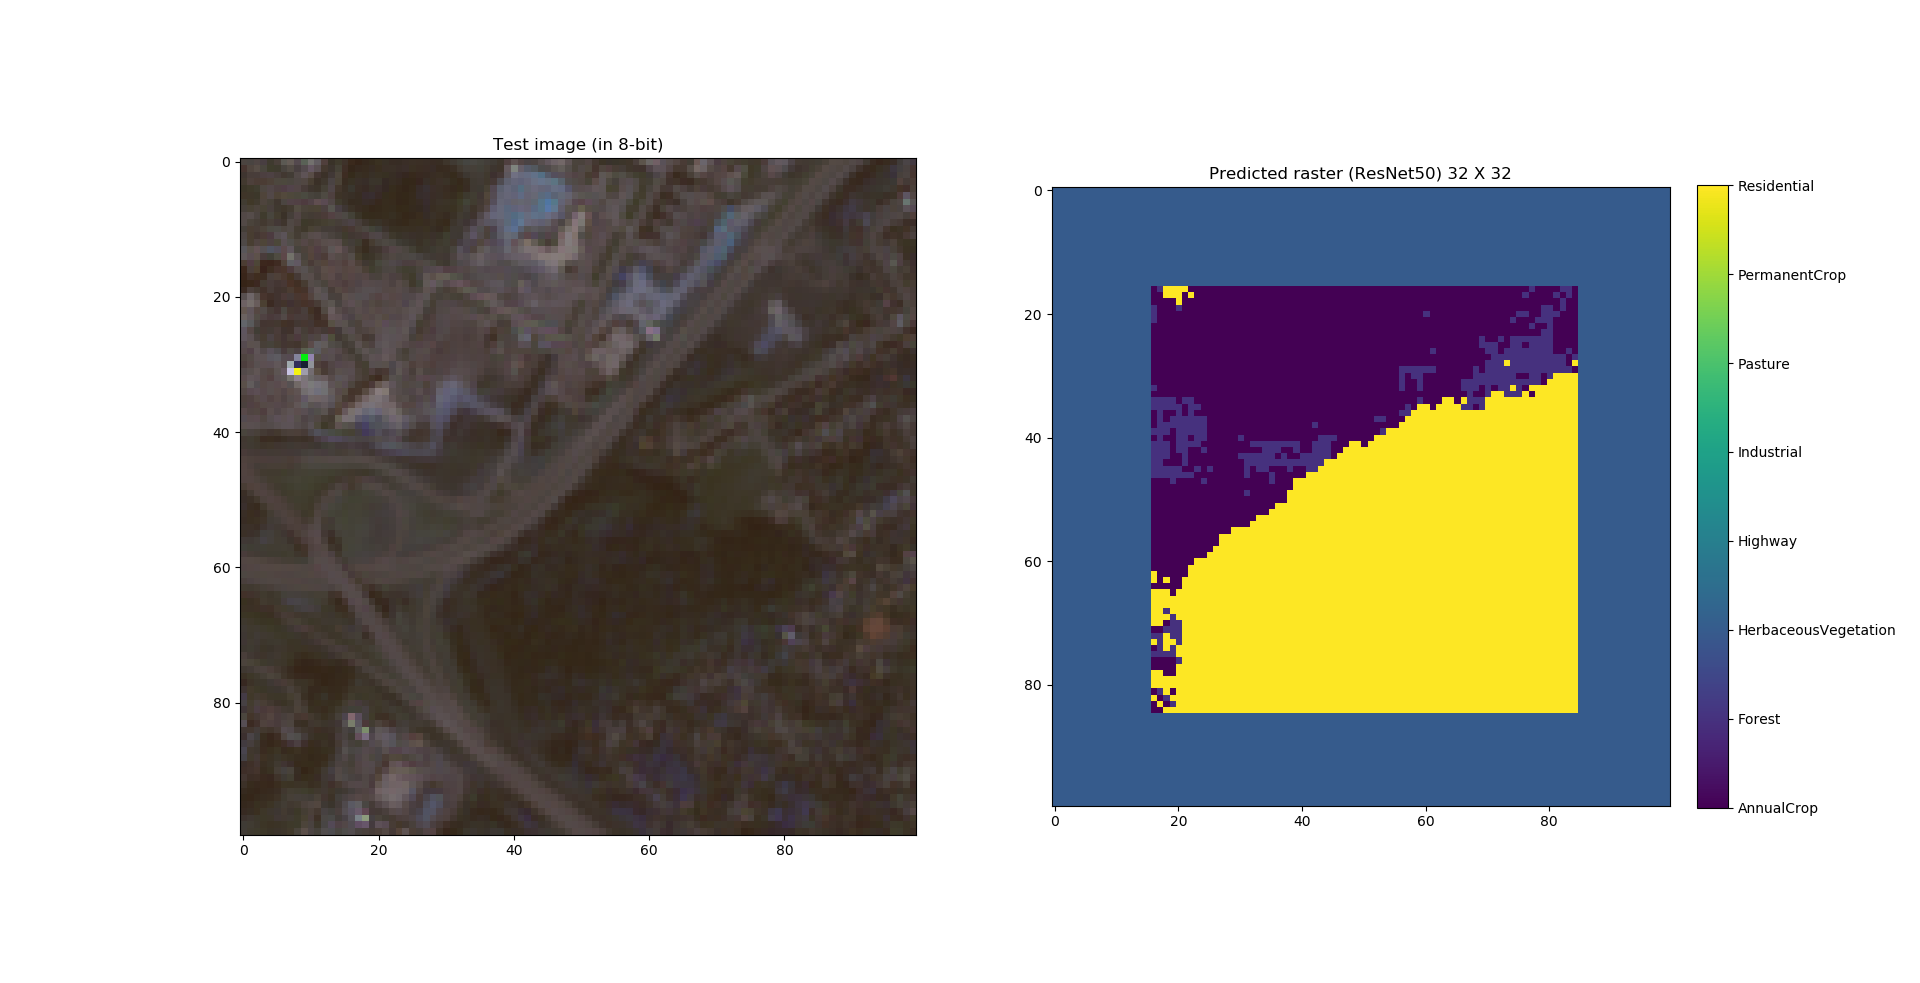 Test image (in 8-bit)
0
20
40
60
80
0
20
40
60
80
Predicted raster (ResNet50) 32 X 32
0
20
40
60
80
0
20
40
60
80
Residential
PermanentCrop
Pasture
Industrial
Highway
HerbaceousVegetation
Forest
AnnualCrop